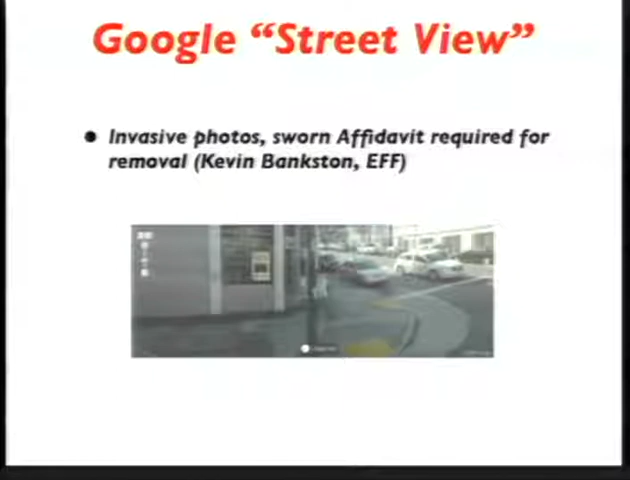 Google “Street View”
Invasive photos, sworn Affidavit required for
removal (Kevin Bankston, EFF)